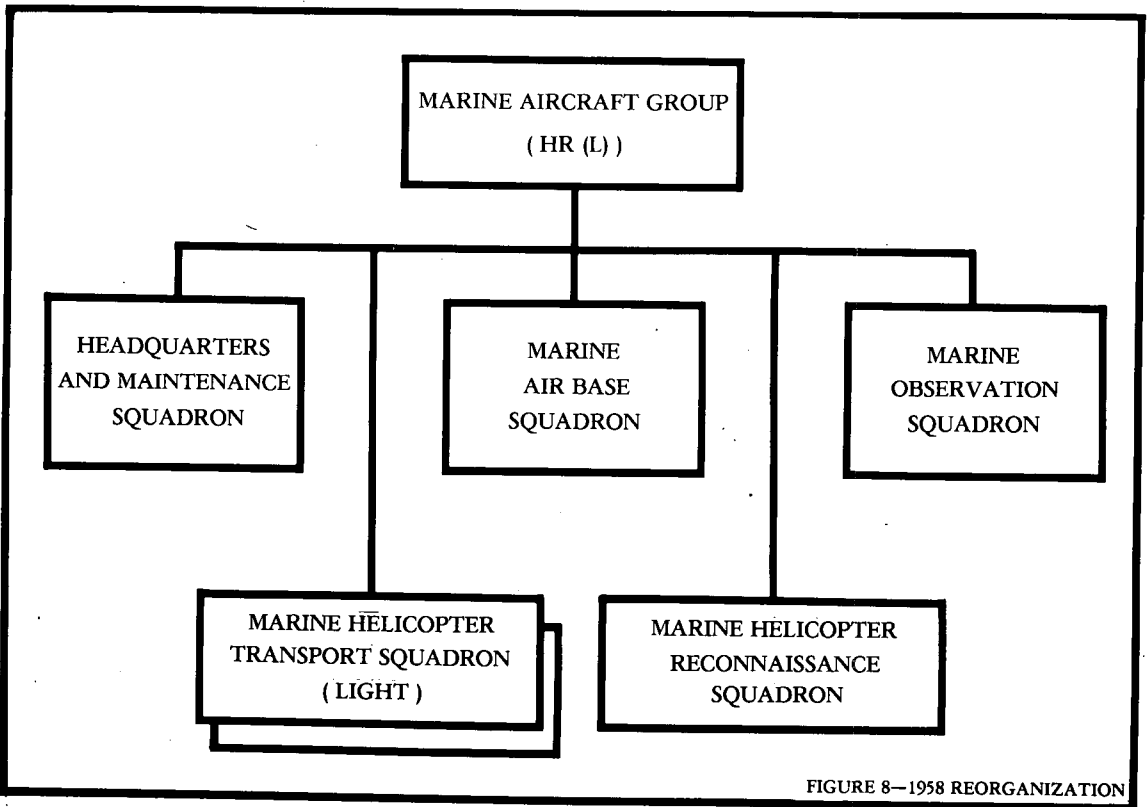 MARINE AIRCRAFT GROUP
( HR (L) )
HEADQUARTERS
AND MAINTENANCE
SQUADRON
MARINE
AIR BASE
SQUADRON
MARINE
OBSERVATION
SQUADRON
MARINE HELICOPTER
TRANSPORT SQUADRON
( LIGHT )
MARINE HELICOPTER
RECONNAISSANCE
SQUADRON
FIGURE 8—1958 REORGANIZATION